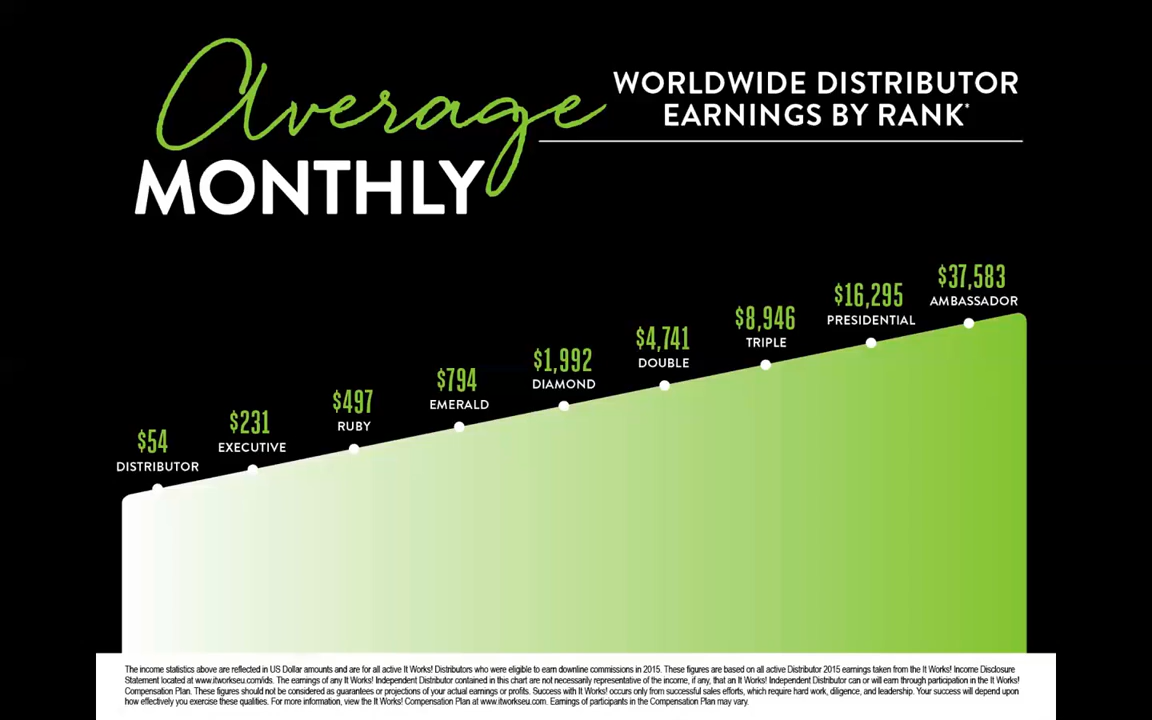 Average
MONTHLY
WORLDWIDE DISTRIBUTOR
EARNINGS BY RANK*
$54
DISTRIBUTOR
$231
EXECUTIVE
$497
RUBY
$794
EMERALD
$1,992
DIAMOND
$4,741
DOUBLE
$8,946
TRIPLE
$16,295
PRESIDENTIAL
$37,583
AMBASSADOR
The income statistics above are reflected in US Dollar amounts and are for all active It Works! Distributors who were eligible to earn downline commissions in 2015. These figures are based on all active Distributor 2015 earnings taken from the It Works! Income Disclosure
Statement located at www.itworkseu.com/ids. The earnings of any It Works! Independent Distributor contained in this chart are not necessarily representative of the income, if any, that an It Works! Independent Distributor can or will earn through participation in the It Works!
Compensation Plan. These figures should not be considered as guarantees or projections of your actual earnings or profits. Success with It Works! occurs only from successful sales efforts, which require hard work, diligence, and leadership. Your success will depend upon
how effectively you exercise these qualities. For more information, view the It Works! Compensation Plan at www.itworkseu.com. Earnings of participants in the Compensation Plan may vary.